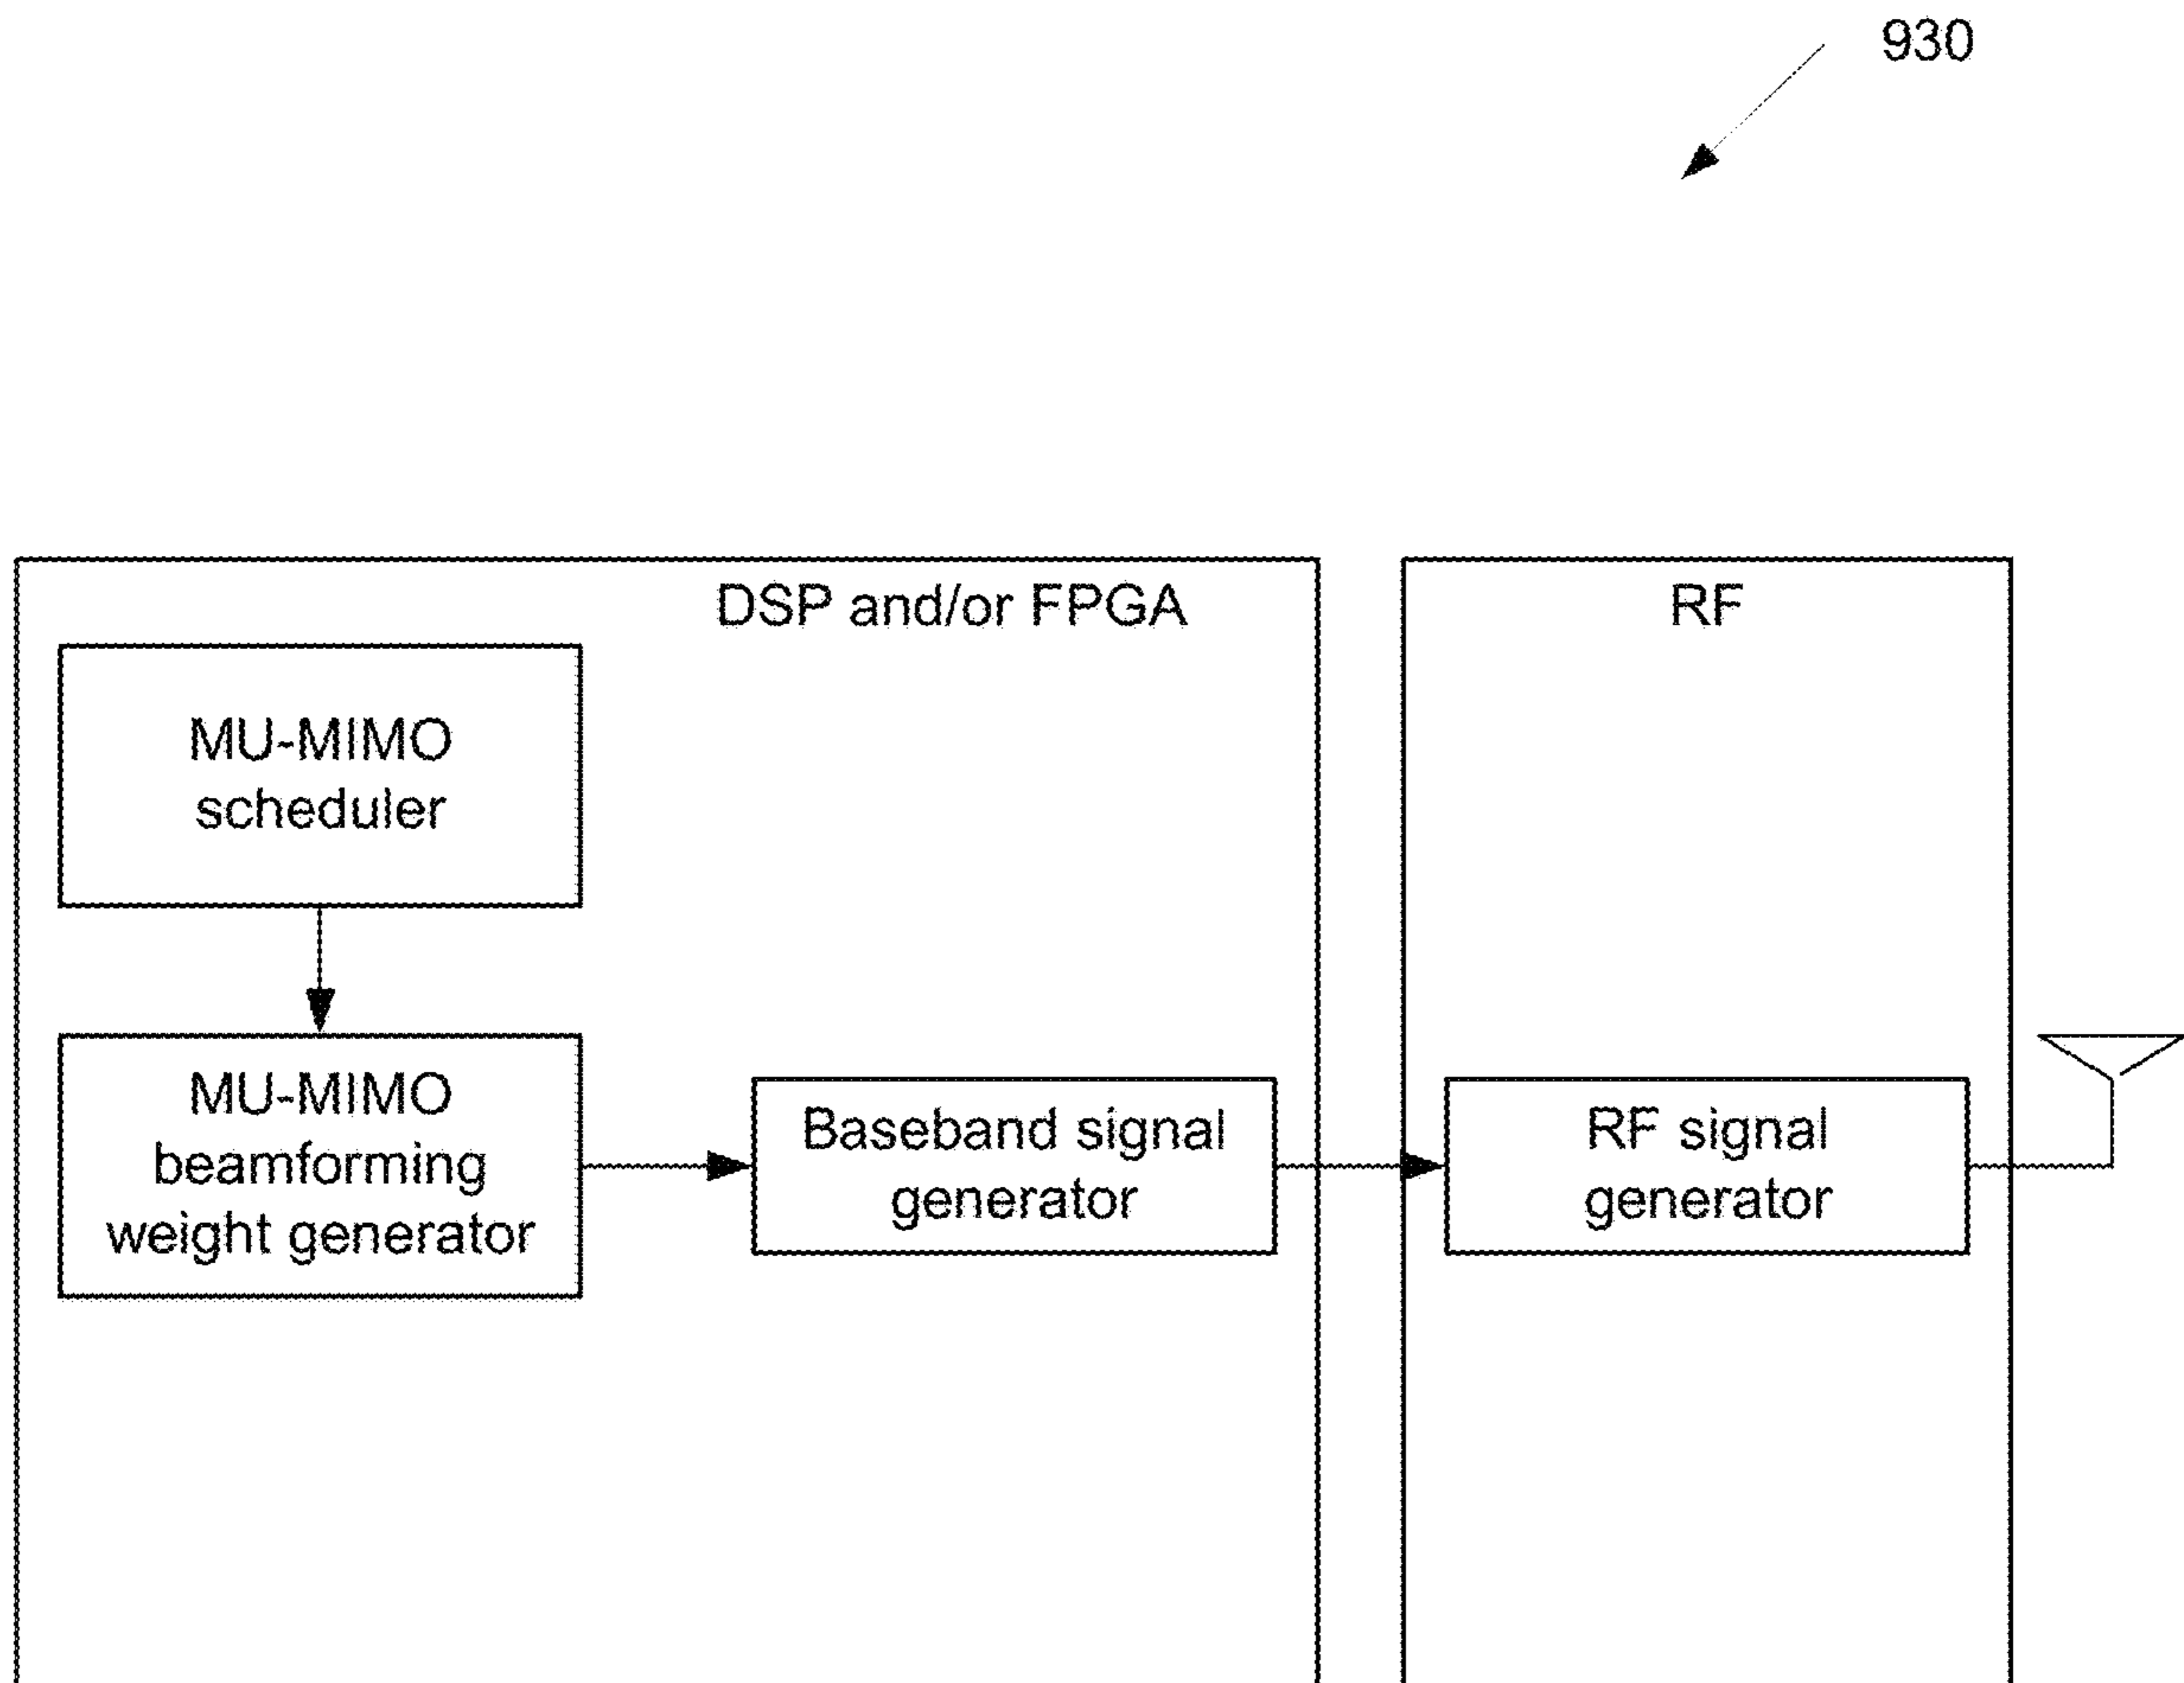 930
DSP and/or FPGA
RF
MU-MIMO
scheduler
MU-MIMO
beamforming
weight generator
Baseband signal
generator
RF signal
generator